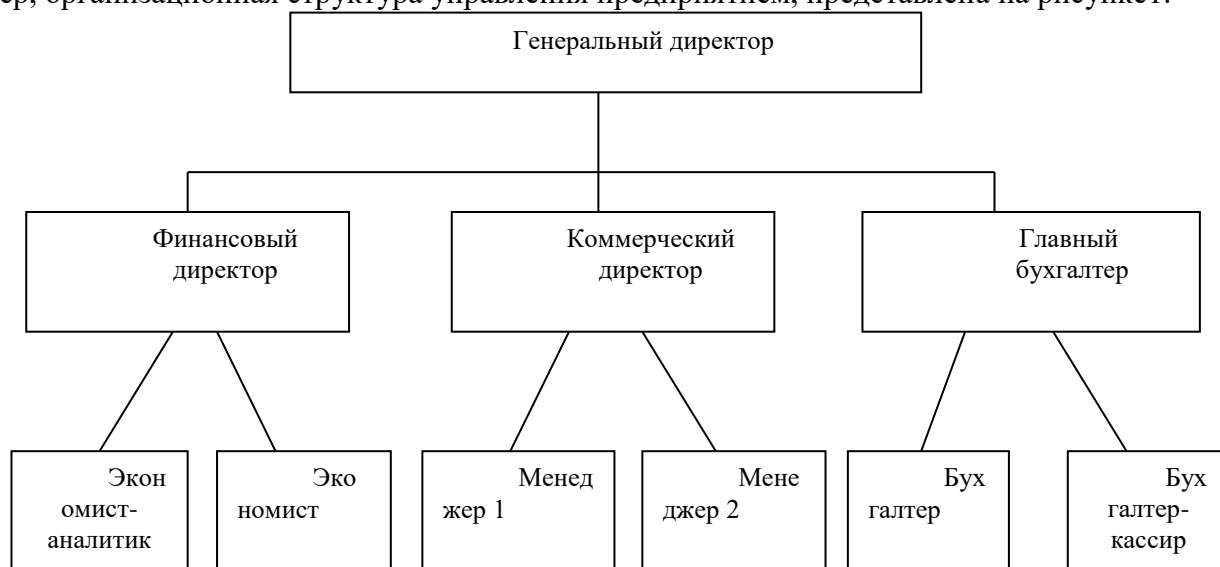 ер, организационная структура управления предприятием, представлена на рисунке1.
Генеральный директор
Финансовый
директор
Коммерческий
директор
Главный
бухгалтер
Экон
омист-
аналитик
Эко
номист
Менед
жер 1
Мене
джер 2
Бух
галтер
Бух
галтер-
кассир